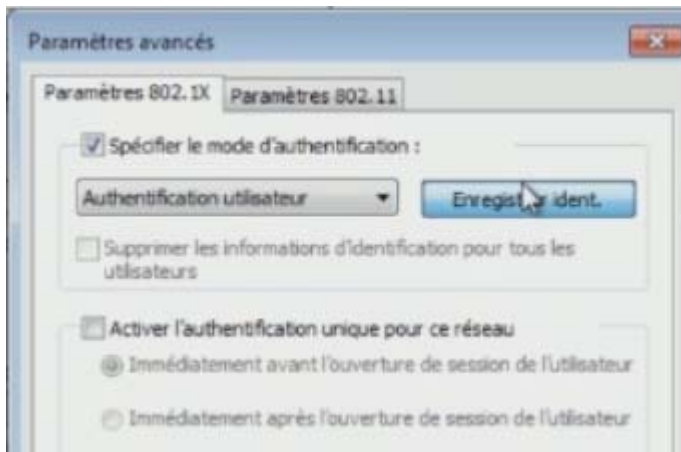 Paramètres avancés
Paramètres 802.1X Paramètres 802.11
Spécifier le mode d'authentification :
Authentification utilisateur Enregistrer ident.
Supprimer les informations d'identification pour tous les
utilisateurs
Activer l'authentification unique pour ce réseau
Immédiatement avant l'ouverture de session de l'utilisateur
Immédiatement après l'ouverture de session de l'utilisateur